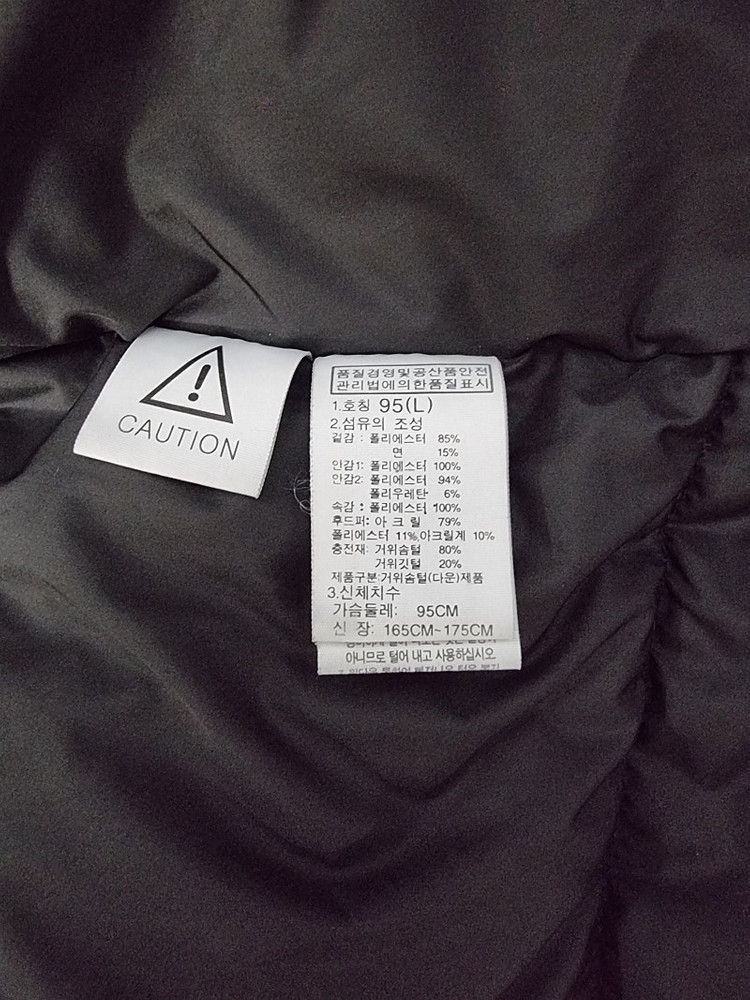 CAUTION
품질경영및공산품안전
관리법에의한품질표시
1.호칭 95(L)
2.섬유의 조성
겉감 : 폴리에스터 85%
면 15%
안감1: 폴리에스터 100%
안감2: 폴리에스터 94%
폴리우레탄 6%
속감 : 폴리에스터 100%
후드퍼: 아 크 릴 79%
폴리에스터 11%,아크릴계 10%
충전재: 거위솜털 80%
거위깃털 20%
제품구분:거위솜털(다운)제품
3.신체치수
가슴둘레: 95CM
신 장: 165CM~175CM
아니므로 털어 내고 사용하십시오